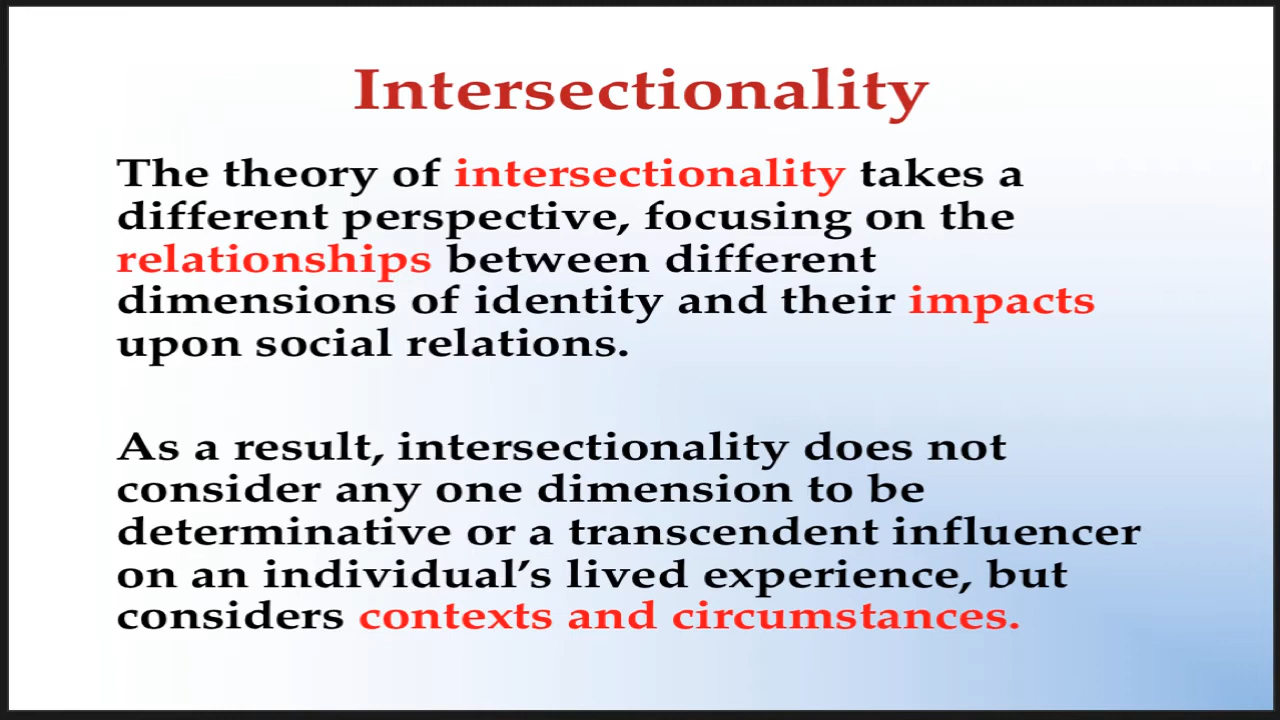 Intersectionality
The theory of intersectionality takes a
different perspective, focusing on the
relationships between different
dimensions of identity and their impacts
upon social relations.
As a result, intersectionality does not
consider any one dimension to be
determinative or a transcendent influencer
on an individual’s lived experience, but
considers contexts and circumstances.